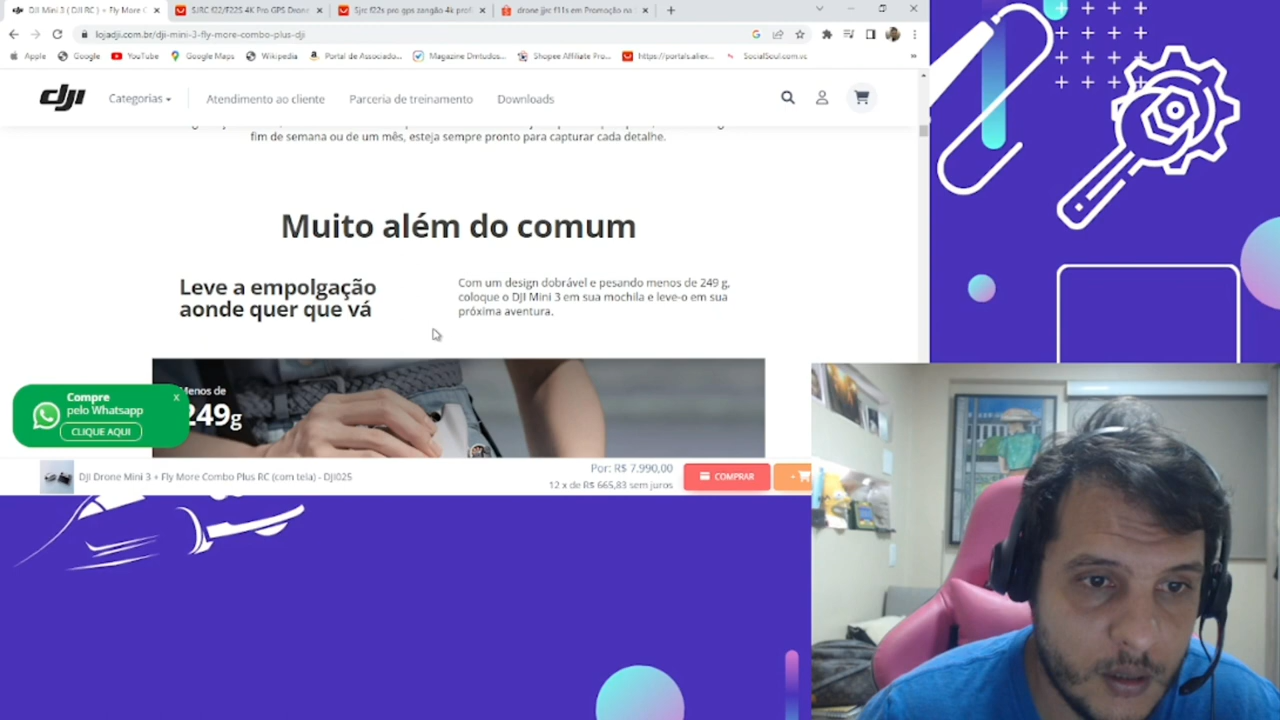 DJI Mini 3 ( DJI RC ) + Fly More C
SJRC F22/F22S 4K Pro GPS Drone
Sjrc f22s pro gps zangão 4k profi
drone jjrc f11s em Promoção na
lojadji.com.br/dji-mini-3-fly-more-combo-plus-dji
Apple
Google
YouTube
Google Maps
Wikipedia
Portal de Associado...
Magazine Dmtudos...
Shopee Affiliate Pro...
https://portals.aliex...
SocialSoul.com.vc
dji
Categorias
Atendimento ao cliente
Parceria de treinamento
Downloads
fim de semana ou de um mês, esteja sempre pronto para capturar cada detalhe.
Muito além do comum
Leve a empolgação
aonde quer que vá
Com um design dobrável e pesando menos de 249 g,
coloque o DJI Mini 3 em sua mochila e leve-o em sua
próxima aventura.
Menos de
249g
Compre
pelo Whatsapp
CLIQUE AQUI
X
DJI Drone Mini 3 + Fly More Combo Plus RC (com tela) - DJI025
Por: R$ 7.990,00
12 x de R$ 665,83 sem juros
COMPRAR